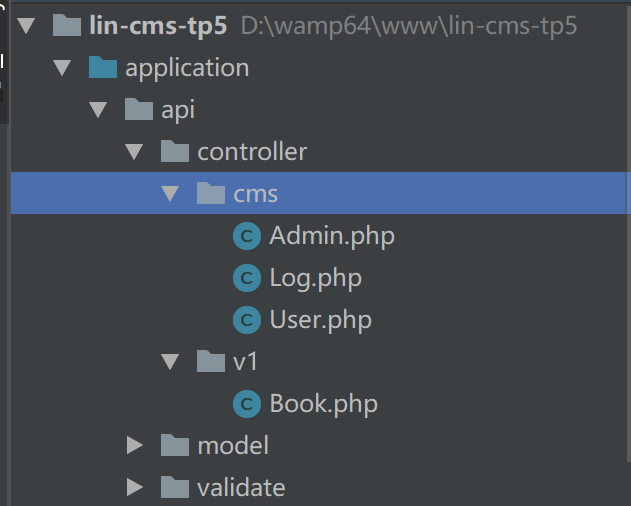 lin-cms-tp5 D:\wamp64\www\lin-cms-tp5
application
api
controller
cms
C Admin.php
C Log.php
C User.php
v1
C Book.php
model
validate